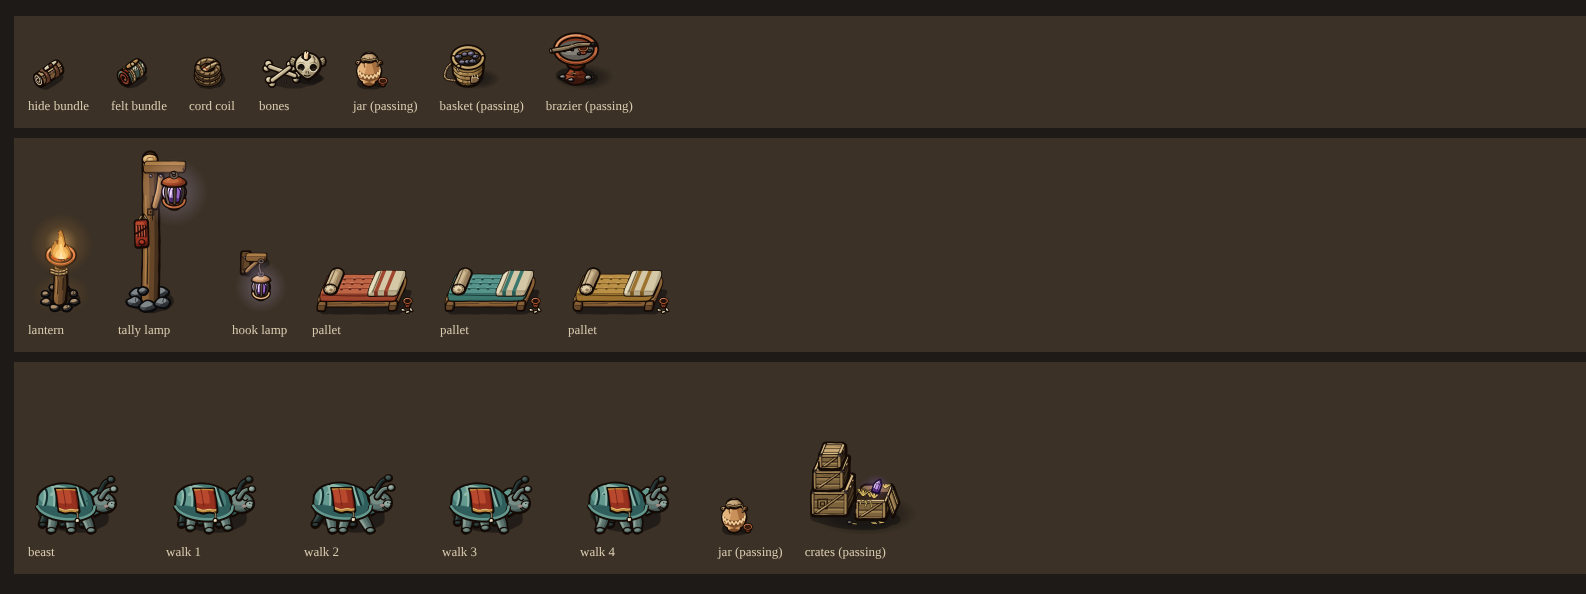 hide bundle felt bundle cord coil bones jar (passing) basket (passing) brazier (passing)
lantern tally lamp hook lamp pallet pallet pallet
beast walk 1 walk 2 walk 3 walk 4 jar (passing) crates (passing)